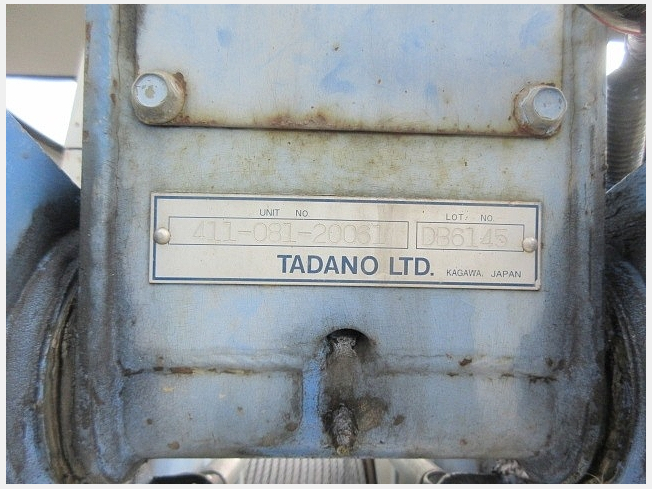 UNIT NO. LOT. NO.
411-081-20061 DB6145
TADANO LTD. KAGAWA, JAPAN